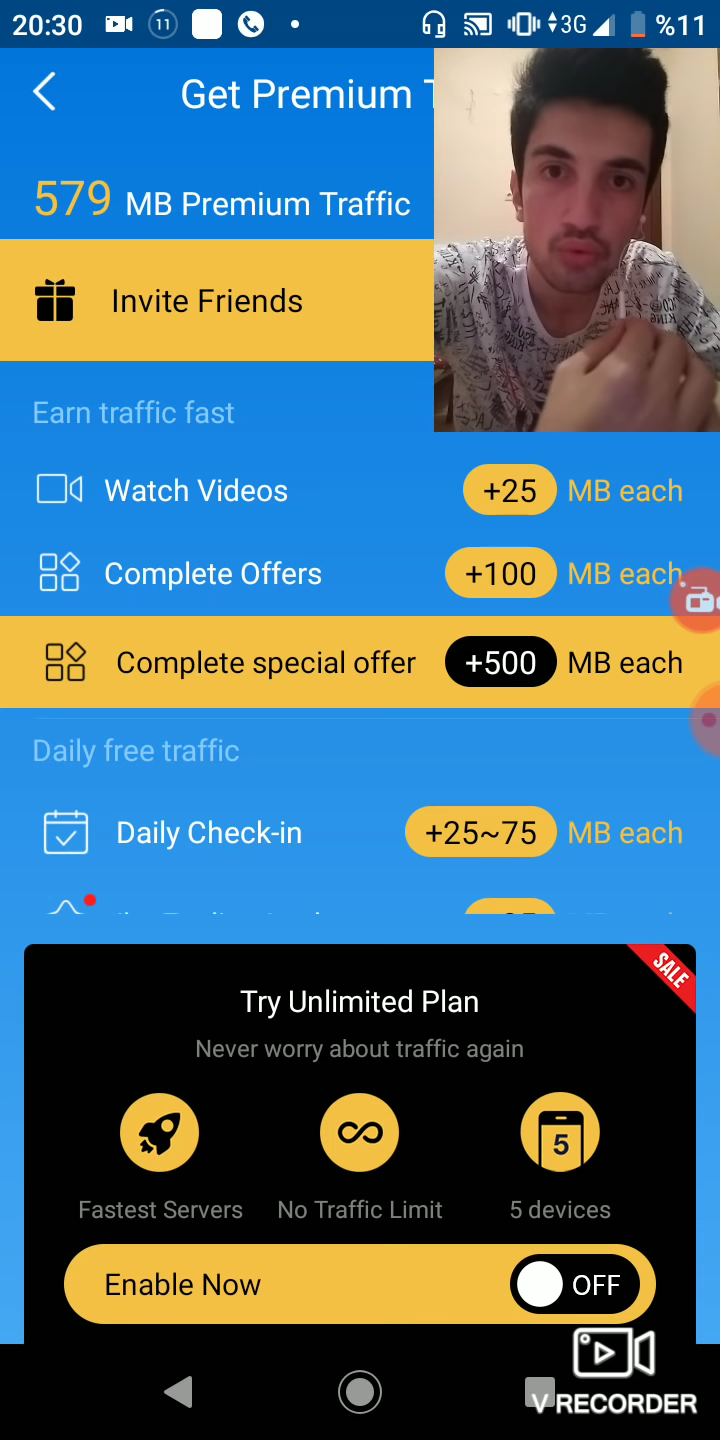 20:30
11
3G
%11
Get Premium T
579 MB Premium Traffic
Invite Friends
Earn traffic fast
Watch Videos +25 MB each
Complete Offers +100 MB each
Complete special offer +500 MB each
Daily free traffic
Daily Check-in +25~75 MB each
SALE
Try Unlimited Plan
Never worry about traffic again
5
Fastest Servers
No Traffic Limit
5 devices
Enable Now OFF
V RECORDER